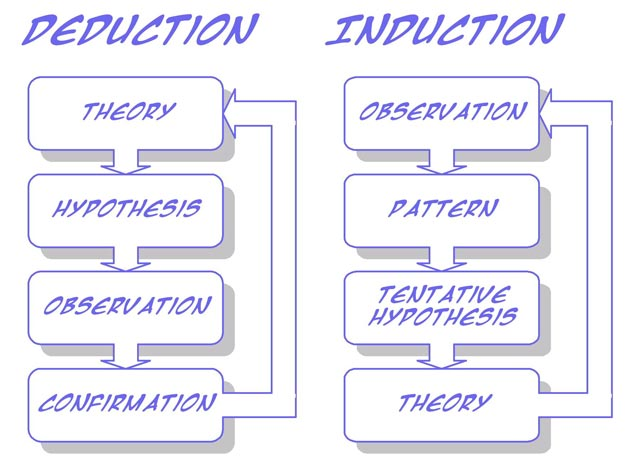 DEDUCTION
THEORY
HYPOTHESIS
OBSERVATION
CONFIRMATION
INDUCTION
OBSERVATION
PATTERN
TENTATIVE
HYPOTHESIS
THEORY